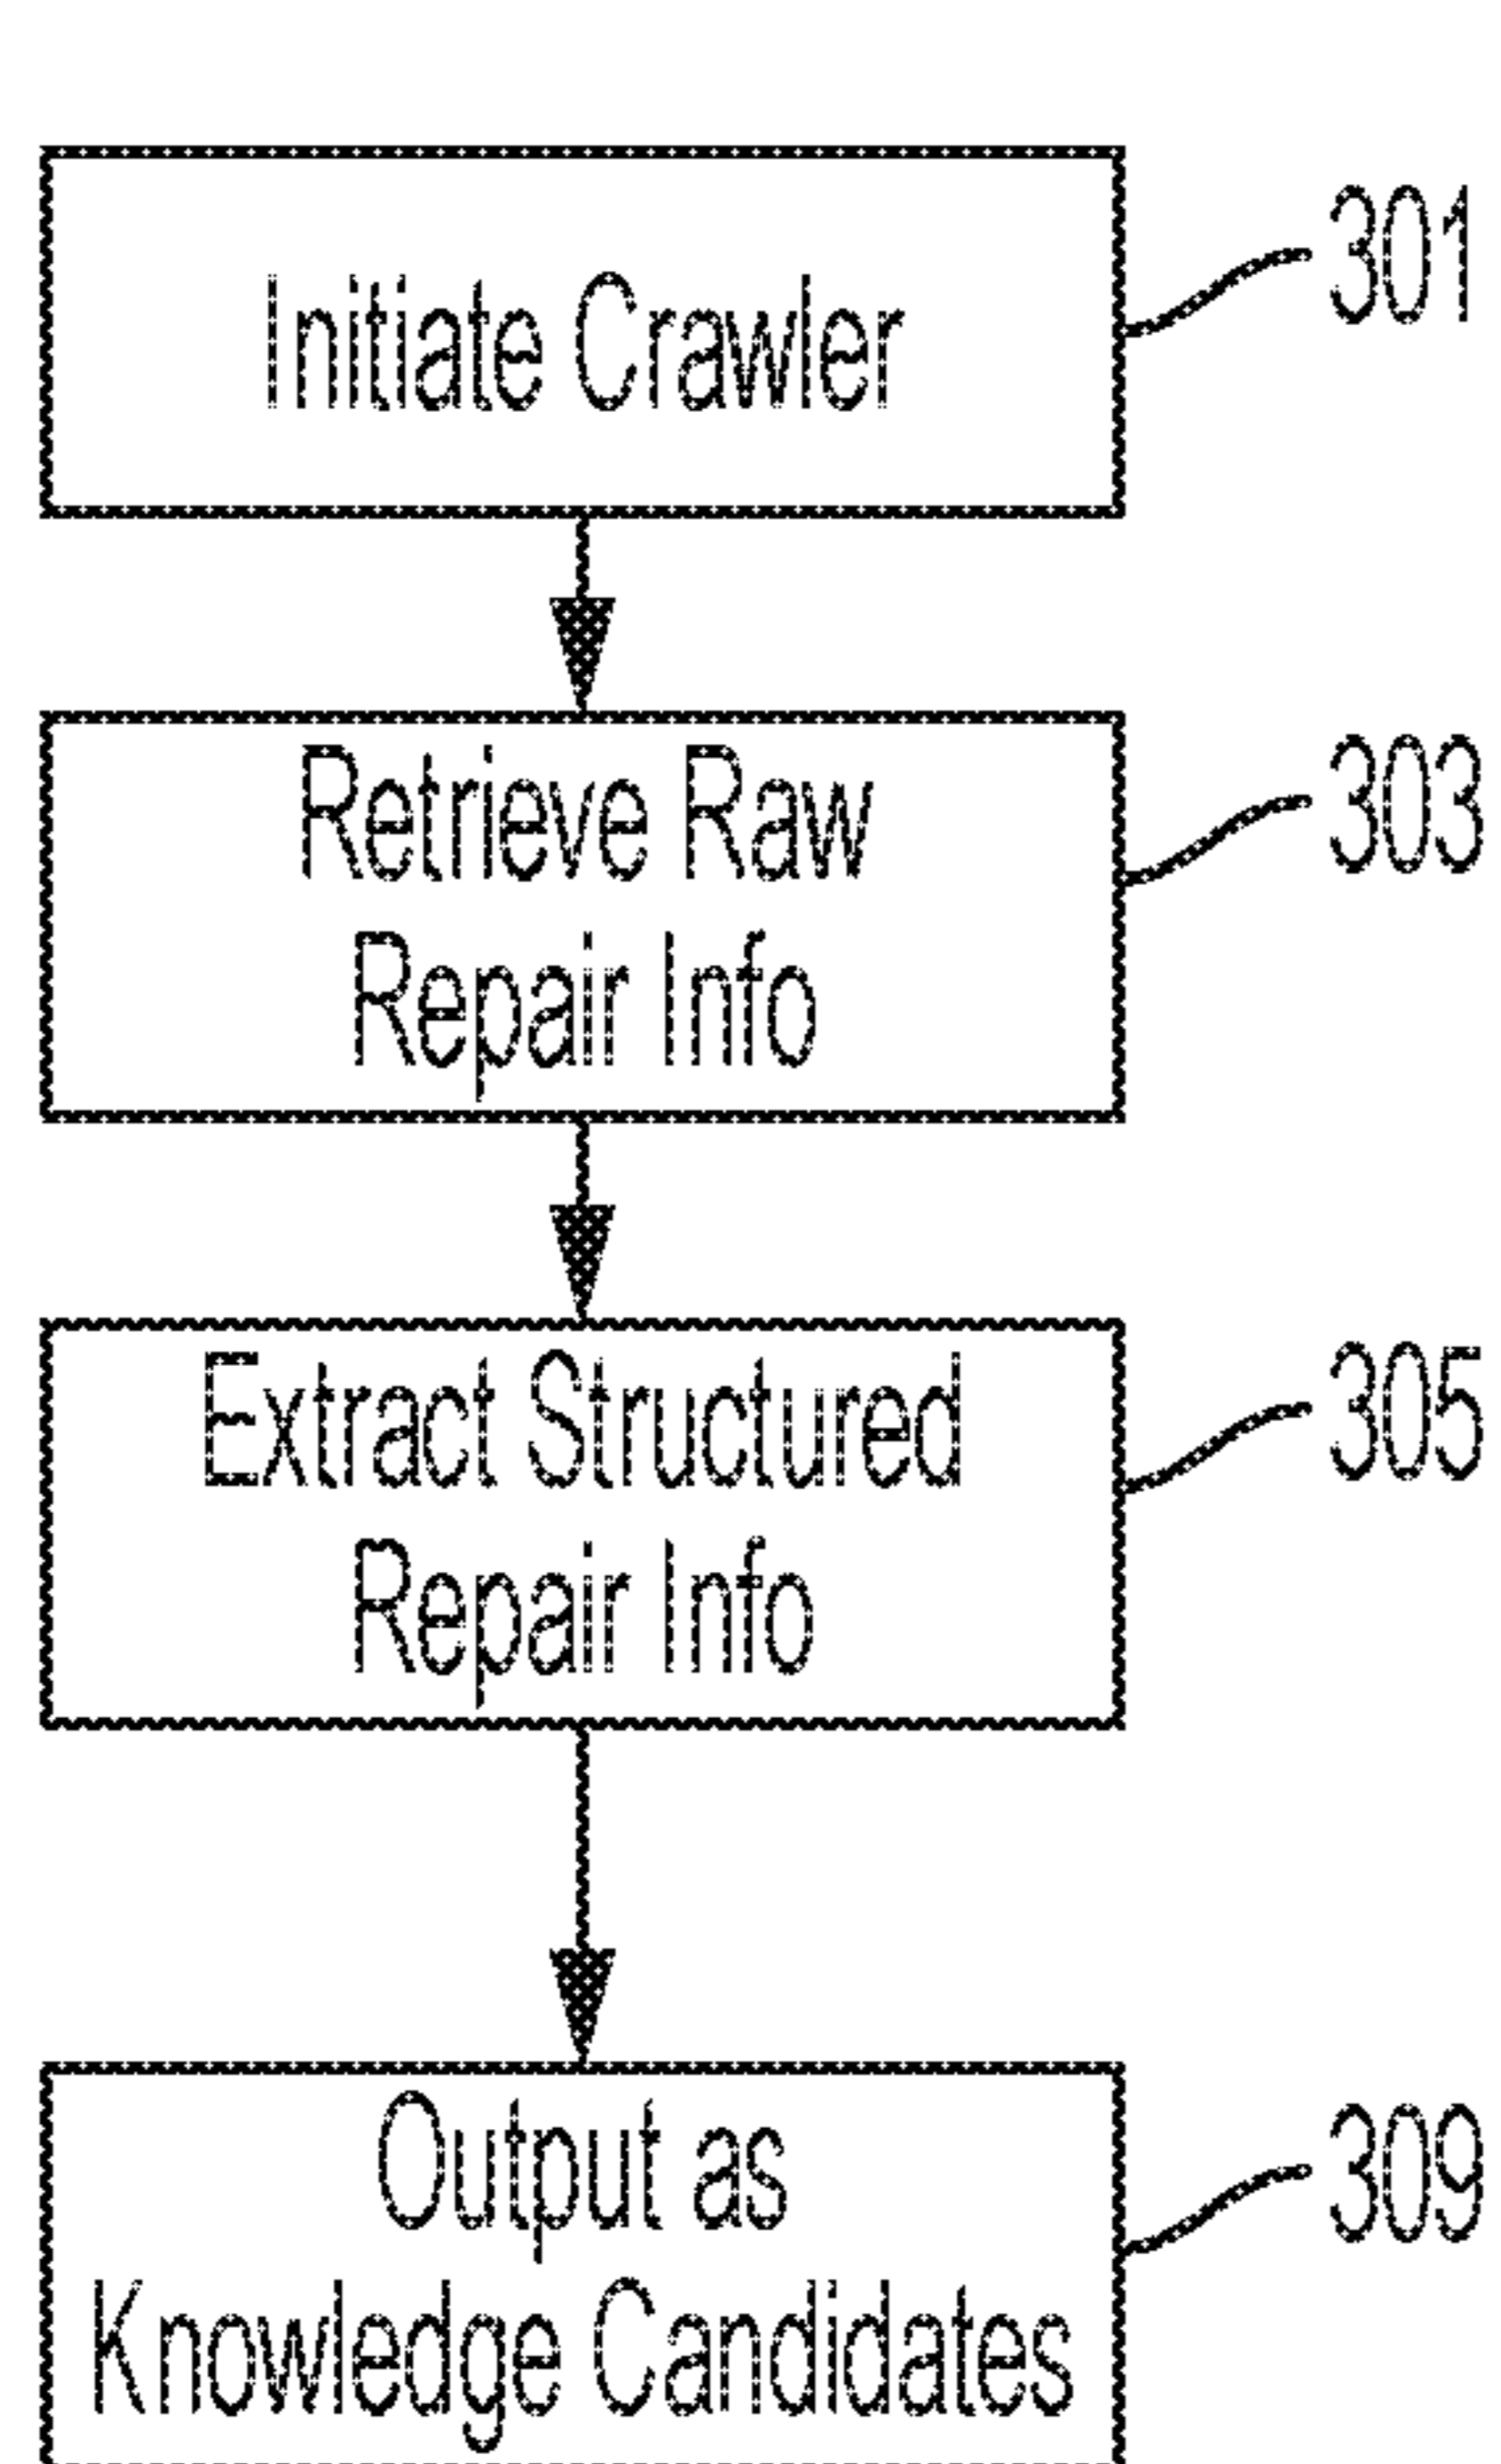 Initiate Crawler
301
Retrieve Raw
Repair Info
303
Extract Structured
Repair Info
305
Output as
Knowledge Candidates
309